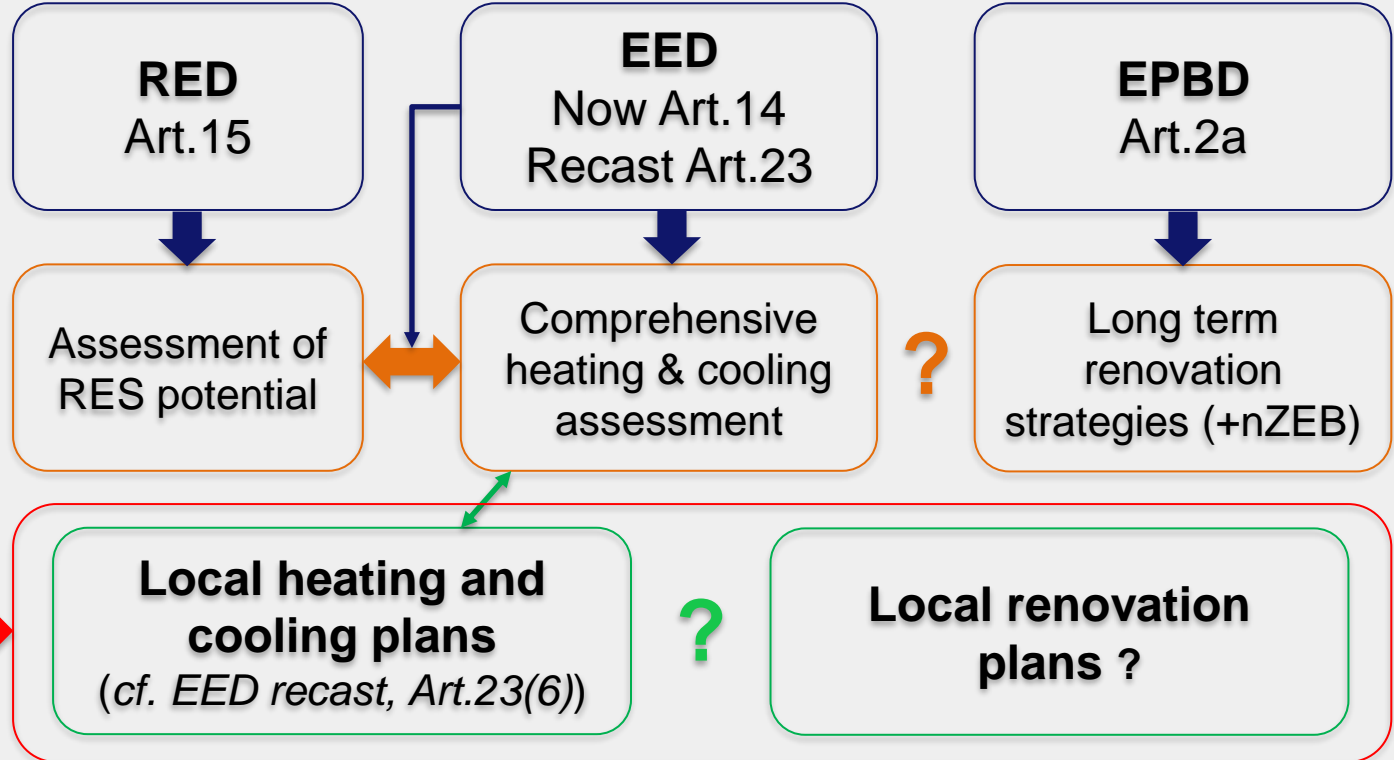 RED
Art.15
EED
Now Art.14
Recast Art.23
EPBD
Art.2a
Assessment of
RES potential
Comprehensive
heating & cooling
assessment
?
Long term
renovation
strategies (+nZEB)
Local heating and
cooling plans
(cf. EED recast, Art.23(6))
?
Local renovation
plans ?